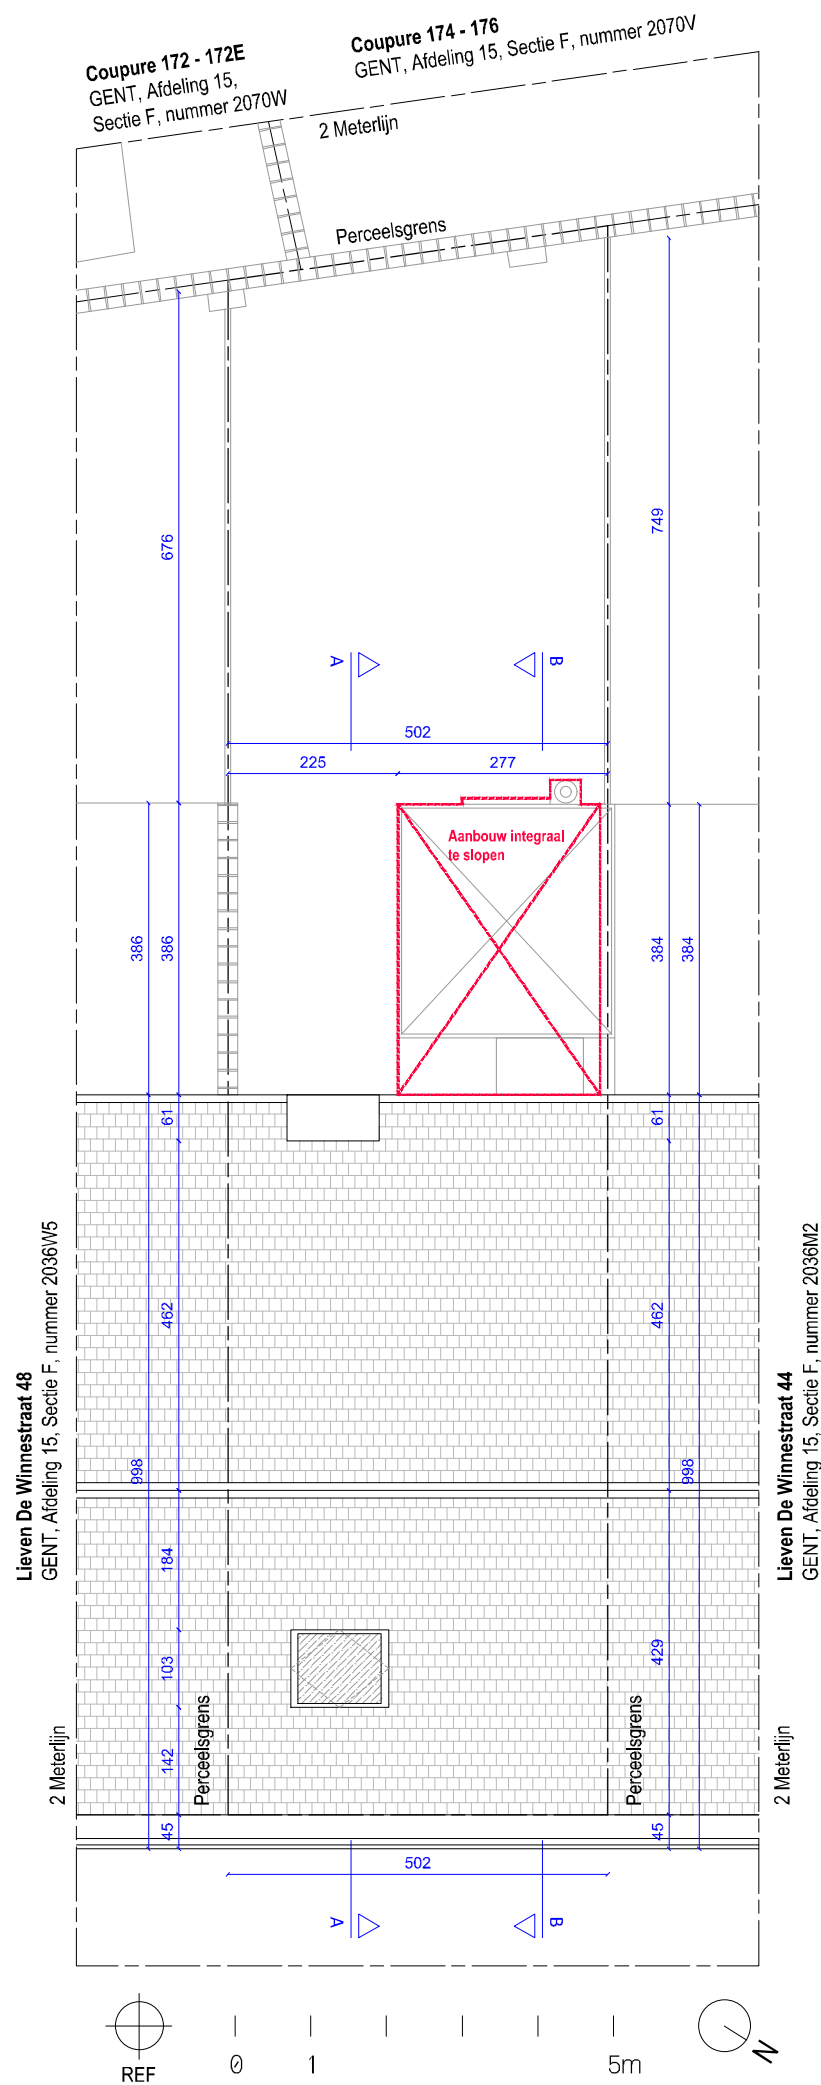 Coupure 172 - 172E
GENT, Afdeling 15,
Sectie F, nummer 2070W
Coupure 174 - 176
GENT, Afdeling 15, Sectie F, nummer 2070V
2 Meterlijn
Perceelsgrens
676
749
A
B
502
225
277
Aanbouw integraal
te slopen
386
386
384
384
61
61
462
462
Lieven De Winnestraat 48
GENT, Afdeling 15, Sectie F, nummer 2036W5
Lieven De Winnestraat 44
GENT, Afdeling 15, Sectie F, nummer 2036M2
998
998
184
103
429
142
Perceelsgrens
Perceelsgrens
2 Meterlijn
2 Meterlijn
45
45
502
A
B
REF
0
1
5m
N